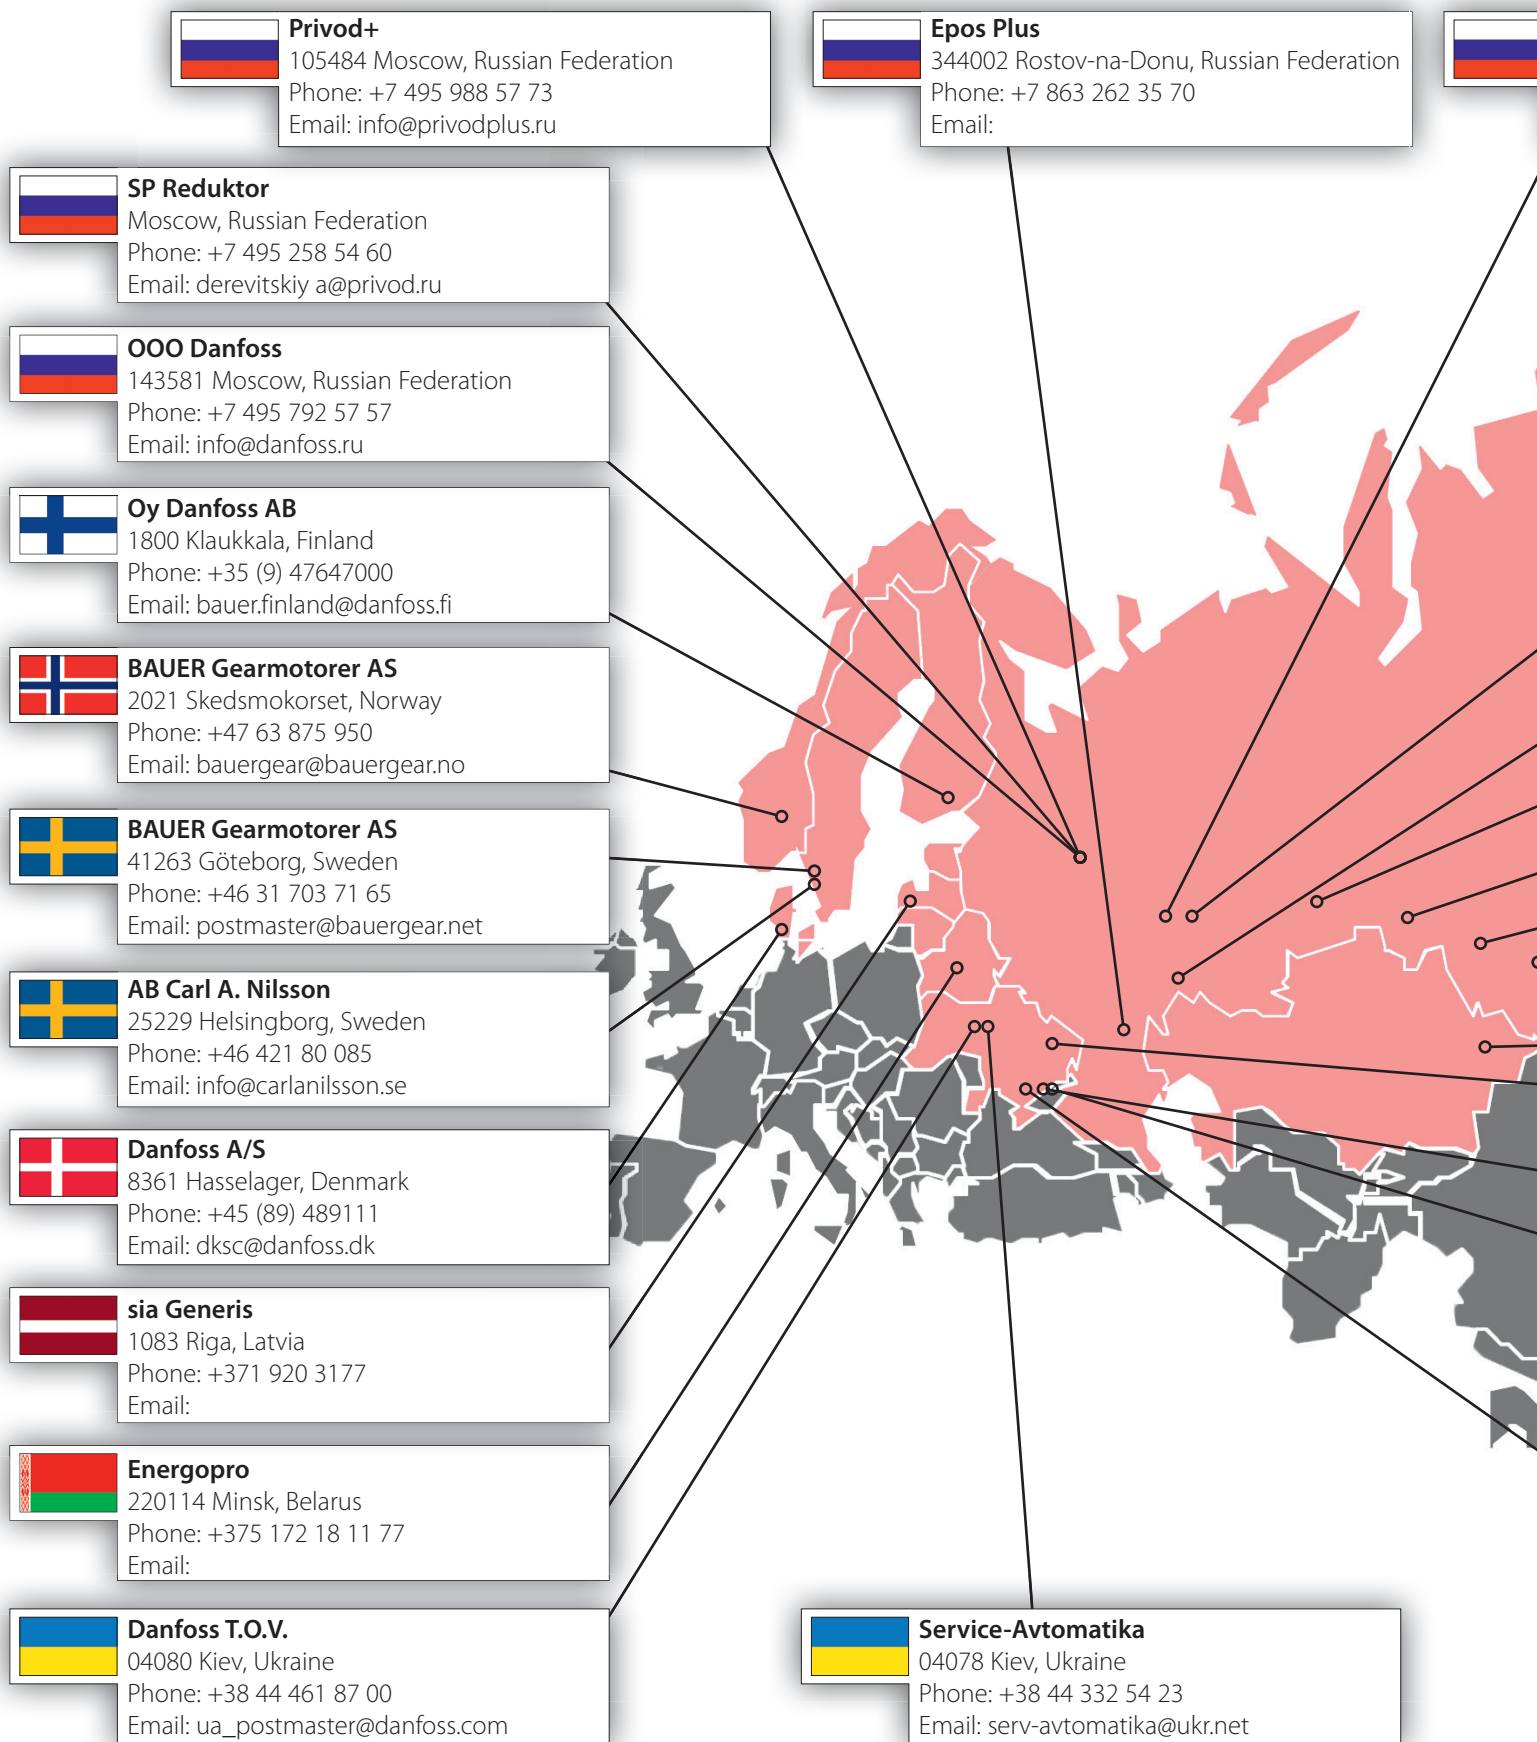 Privod+
105484 Moscow, Russian Federation
Phone: +7 495 988 57 73
Email: info@privodplus.ru
Epos Plus
344002 Rostov-na-Donu, Russian Federation
Phone: +7 863 262 35 70
Email:
SP Reduktor
Moscow, Russian Federation
Phone: +7 495 258 54 60
Email: derevitskiy a@privod.ru
OOO Danfoss
143581 Moscow, Russian Federation
Phone: +7 495 792 57 57
Email: info@danfoss.ru
Oy Danfoss AB
1800 Klaukkala, Finland
Phone: +35 (9) 47647000
Email: bauer.finland@danfoss.fi
BAUER Gearmotorer AS
2021 Skedsmokorset, Norway
Phone: +47 63 875 950
Email: bauergear@bauergear.no
BAUER Gearmotorer AS
41263 Göteborg, Sweden
Phone: +46 31 703 71 65
Email: postmaster@bauergear.net
AB Carl A. Nilsson
25229 Helsingborg, Sweden
Phone: +46 421 80 085
Email: info@carlanilsson.se
Danfoss A/S
8361 Hasselager, Denmark
Phone: +45 (89) 489111
Email: dksc@danfoss.dk
sia Generis
1083 Riga, Latvia
Phone: +371 920 3177
Email:
Energopro
220114 Minsk, Belarus
Phone: +375 172 18 11 77
Email:
Danfoss T.O.V.
04080 Kiev, Ukraine
Phone: +38 44 461 87 00
Email: ua_postmaster@danfoss.com
Service-Avtomatika
04078 Kiev, Ukraine
Phone: +38 44 332 54 23
Email: serv-avtomatika@ukr.net